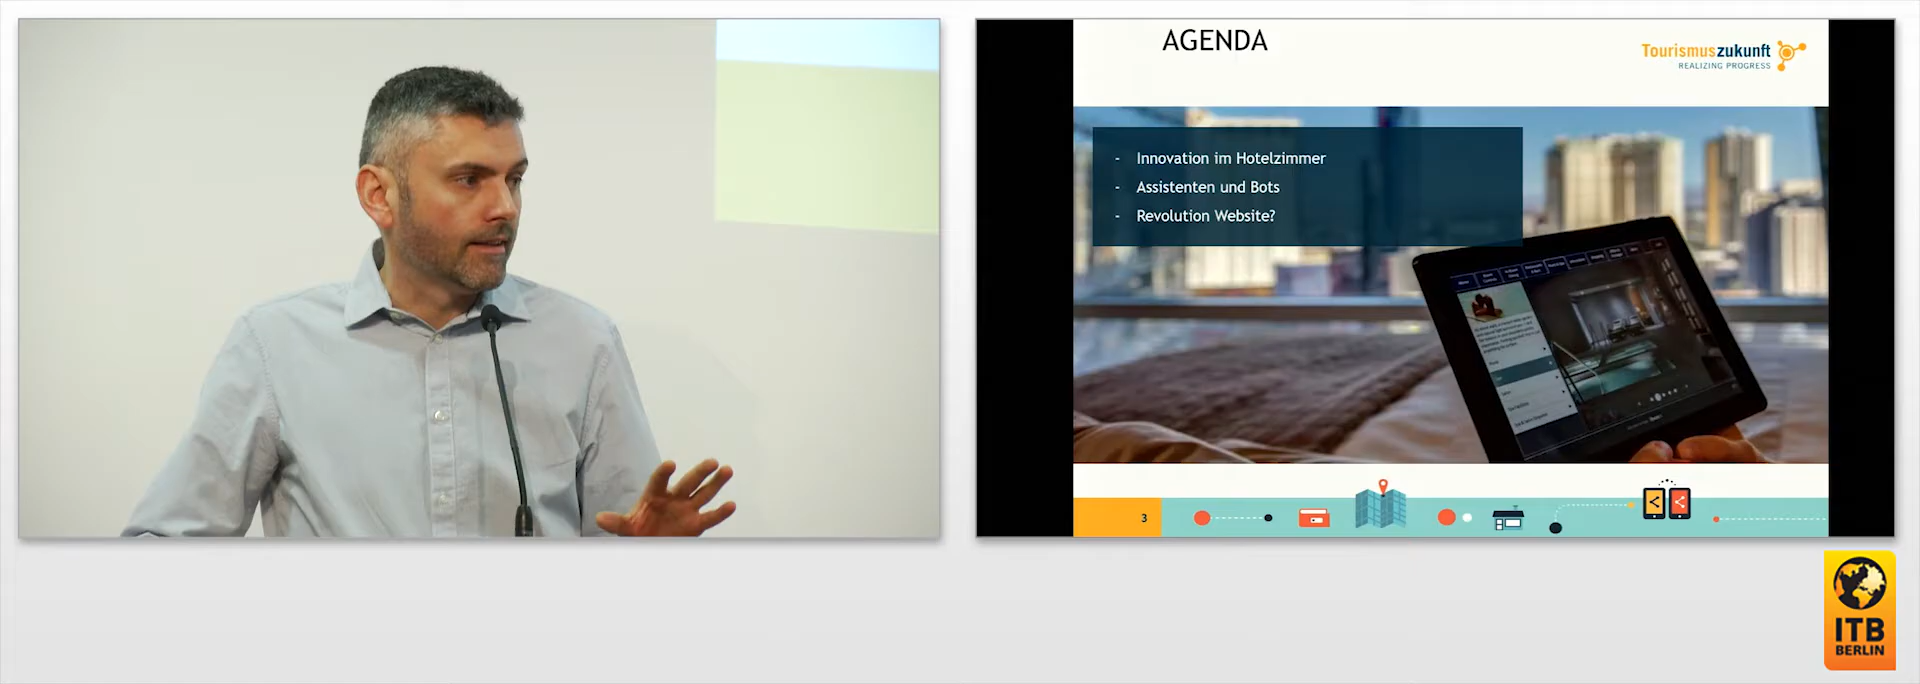 AGENDA
Tourismuszukunft
REALIZING PROGRESS
- Innovation im Hotelzimmer
- Assistenten und Bots
- Revolution Website?
3
ITB
BERLIN